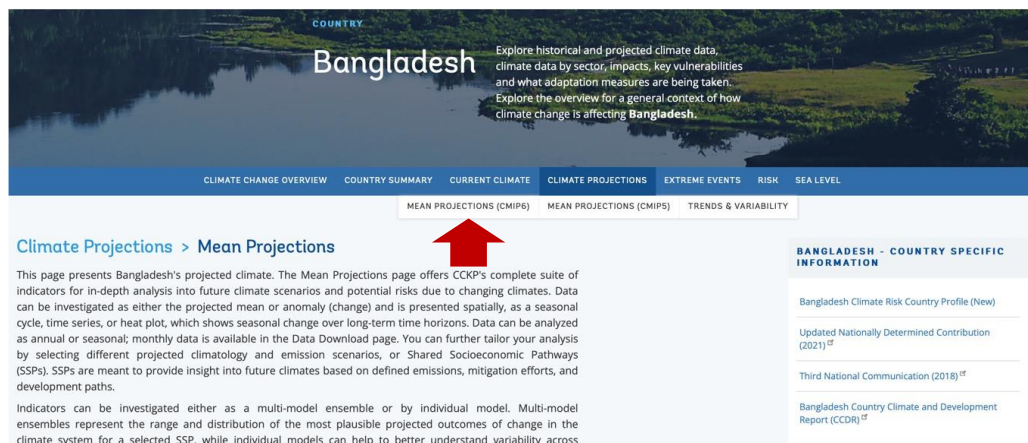 COUNTRY
Bangladesh
Explore historical and projected climate data,
climate data by sector, impacts, key vulnerabilities
and what adaptation measures are being taken.
Explore the overview for a general context of how
climate change is affecting Bangladesh.
CLIMATE CHANGE OVERVIEW COUNTRY SUMMARY CURRENT CLIMATE CLIMATE PROJECTIONS EXTREME EVENTS RISK SEA LEVEL
MEAN PROJECTIONS (CMIP6) MEAN PROJECTIONS (CMIP5) TRENDS & VARIABILITY
Climate Projections > Mean Projections
This page presents Bangladesh's projected climate. The Mean Projections page offers CCKP's complete suite of
indicators for in-depth analysis into future climate scenarios and potential risks due to changing climates. Data
can be investigated as either the projected mean or anomaly (change) and is presented spatially, as a seasonal
cycle, time series, or heat plot, which shows seasonal change over long-term time horizons. Data can be analyzed
as annual or seasonal; monthly data is available in the Data Download page. You can further tailor your analysis
by selecting different projected climatology and emission scenarios, or Shared Socioeconomic Pathways
(SSPs). SSPs are meant to provide insight into future climates based on defined emissions, mitigation efforts, and
development paths.
Indicators can be investigated either as a multi-model ensemble or by individual model. Multi-model
ensembles represent the range and distribution of the most plausible projected outcomes of change in the
climate system for a selected SSP, while individual models can help to better understand variability across
BANGLADESH - COUNTRY SPECIFIC
INFORMATION
Bangladesh Climate Risk Country Profile (New)
Updated Nationally Determined Contribution
(2021)
Third National Communication (2018)
Bangladesh Country Climate and Development
Report (CCDR)